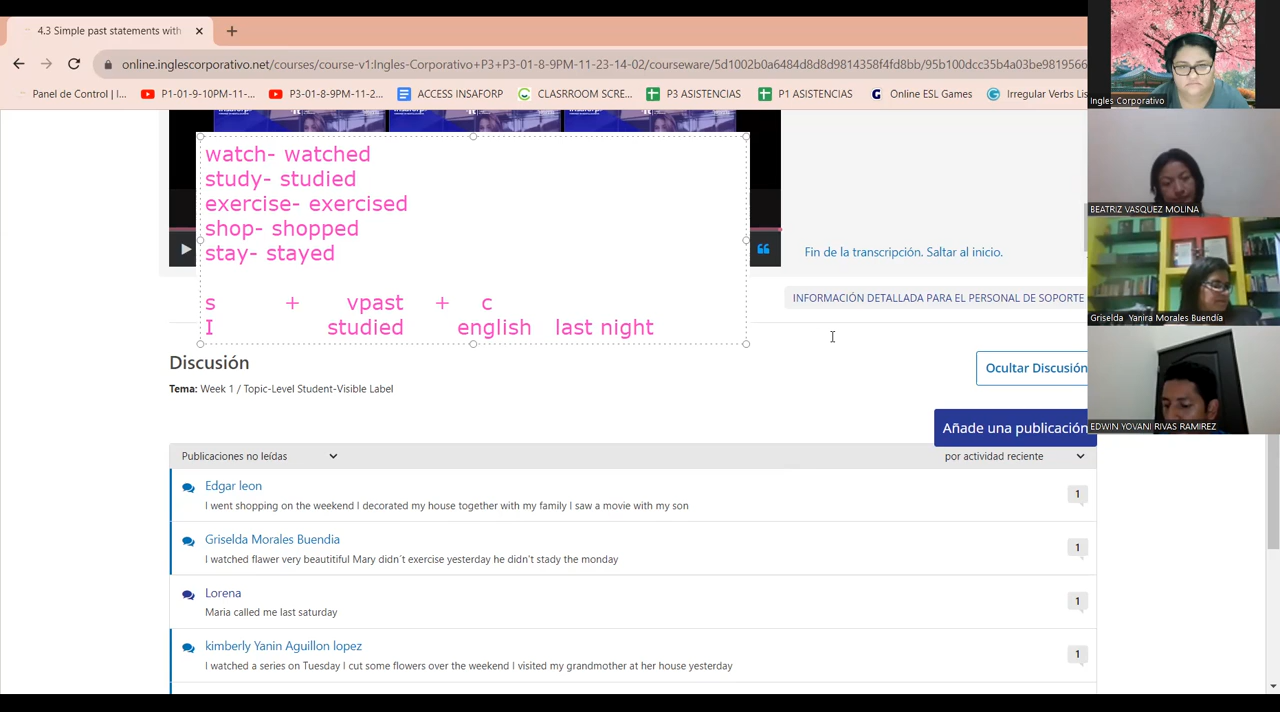 4.3 Simple past statements with
online.inglescorporativo.net/courses/course-v1:Ingles-Corporativo+P3+P3-01-8-9PM-11-23-14-02/courseware/5d1002b0a6484d8d8d9814358f4fd8bb/95b100dcc35b4a03be9819566
Panel de Control | I...
P1-01-9-10PM-11-...
P3-01-8-9PM-11-2...
ACCESS INSAFORP
CLASRROOM SCRE...
P3 ASISTENCIAS
P1 ASISTENCIAS
Online ESL Games
Irregular Verbs Lis
Ingles Corporativo
watch- watched
study- studied
exercise- exercised
shop- shopped
stay- stayed
s + vpast + c
I studied english last night
BEATRIZ VASQUEZ MOLINA
Fin de la transcripción. Saltar al inicio.
INFORMACIÓN DETALLADA PARA EL PERSONAL DE SOPORTE
Griselda Yanira Morales Buendía
Discusión
Tema: Week 1 / Topic-Level Student-Visible Label
Ocultar Discusión
EDWIN YOVANI RIVAS RAMIREZ
Añade una publicación
Publicaciones no leídas
por actividad reciente
Edgar leon
I went shopping on the weekend I decorated my house together with my family I saw a movie with my son
1
Griselda Morales Buendia
I watched flawer very beautitiful Mary didn´t exercise yesterday he didn't stady the monday
1
Lorena
Maria called me last saturday
1
kimberly Yanin Aguillon lopez
I watched a series on Tuesday I cut some flowers over the weekend I visited my grandmother at her house yesterday
1